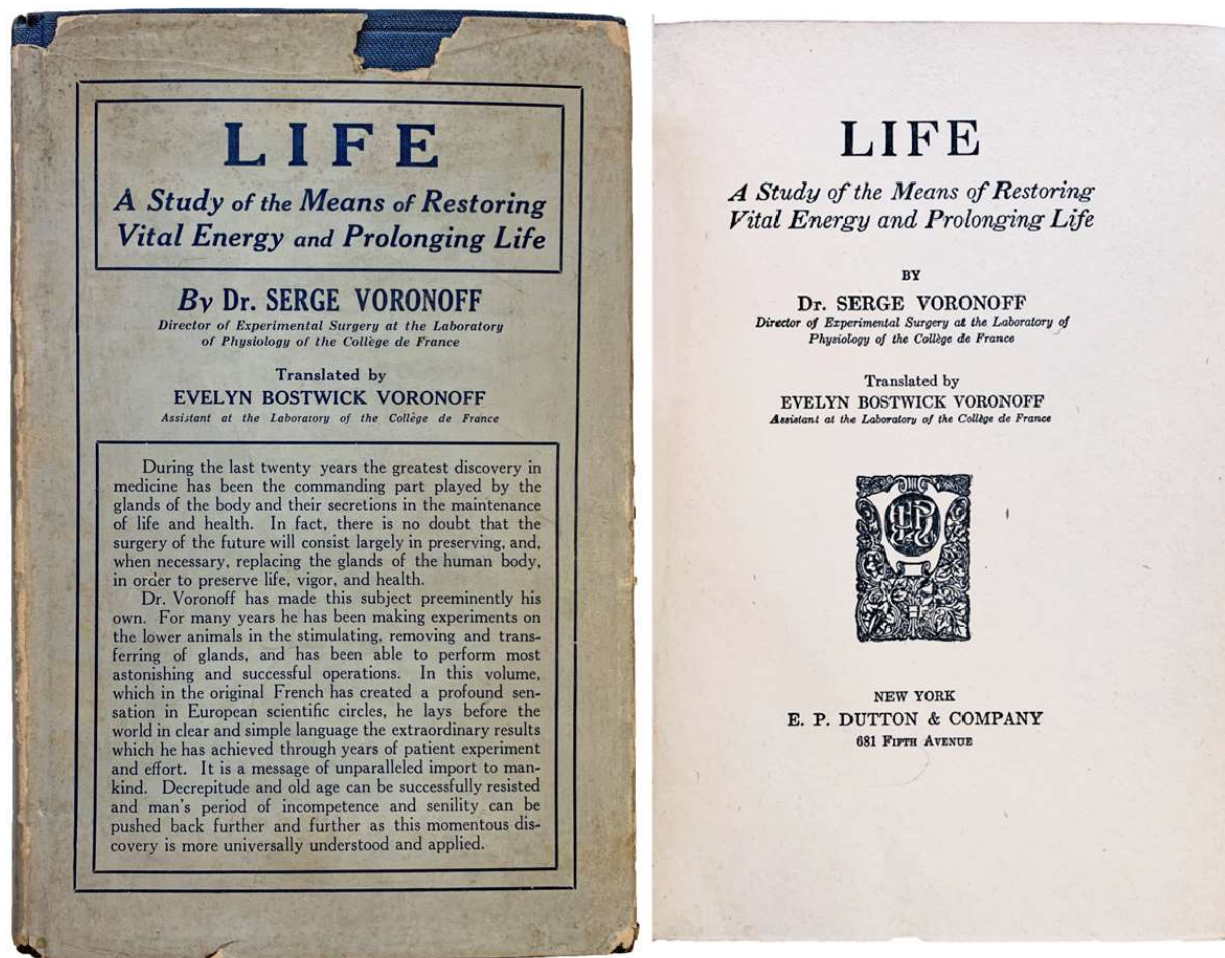 LIFE
A Study of the Means of Restoring
Vital Energy and Prolonging Life
By Dr. SERGE VORONOFF
Director of Experimental Surgery at the Laboratory
of Physiology of the Collège de France
Translated by
EVELYN BOSTWICK VORONOFF
Assistant at the Laboratory of the Collège de France
During the last twenty years the greatest discovery in
medicine has been the commanding part played by the
glands of the body and their secretions in the maintenance
of life and health. In fact, there is no doubt that the
surgery of the future will consist largely in preserving, and,
when necessary, replacing the glands of the human body,
in order to preserve life, vigor, and health.
Dr. Voronoff has made this subject preeminently his
own. For many years he has been making experiments on
the lower animals in the stimulating, removing and trans-
ferring of glands, and has been able to perform most
astonishing and successful operations. In this volume,
which in the original French has created a profound sen-
sation in European scientific circles, he lays before the
world in clear and simple language the extraordinary results
which he has achieved through years of patient experiment
and effort. It is a message of unparalleled import to man-
kind. Decrepitude and old age can be successfully resisted
and man's period of incompetence and senility can be
pushed back further and further as this momentous dis-
covery is more universally understood and applied.
LIFE
A Study of the Means of Restoring
Vital Energy and Prolonging Life
BY
Dr. SERGE VORONOFF
Director of Experimental Surgery at the Laboratory of
Physiology of the Collège de France
Translated by
EVELYN BOSTWICK VORONOFF
Assistant at the Laboratory of the Collège de France
NEW YORK
E. P. DUTTON & COMPANY
681 FIFTH AVENUE